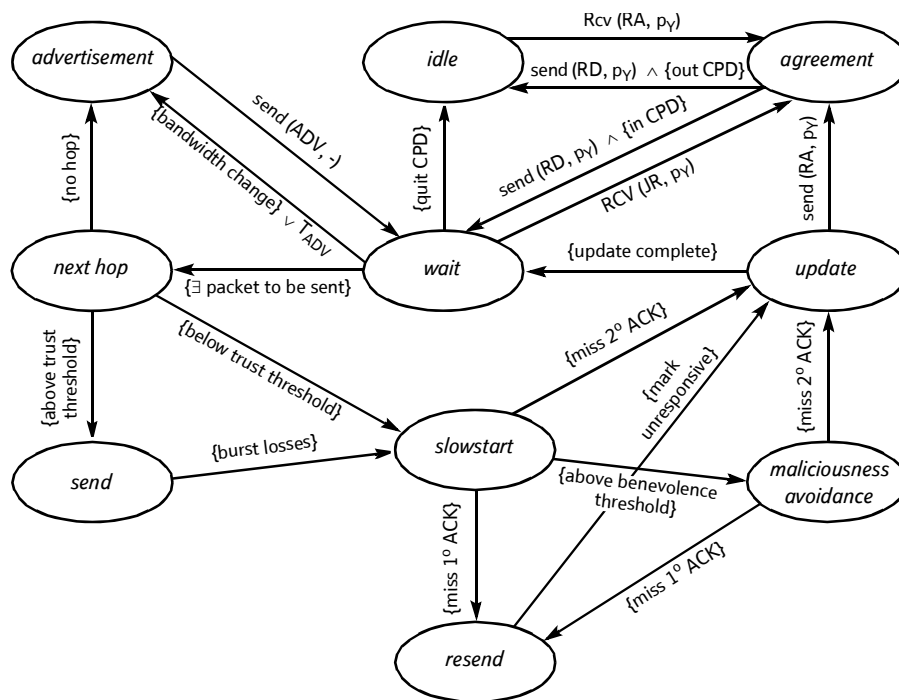 Rcv (RA, pY)
advertisement
idle
agreement
send (RD, pY) ∧ {out CPD}
send (ADV, -)
{bandwidth change} ∨ TADV
{no hop}
{quit CPD}
send (RD, pY) ∧ {in CPD}
RCV (JR, pY)
send (RA, pY)
next hop
wait
update
{update complete}
{∃ packet to be sent}
{above trust
threshold}
{below trust threshold}
{miss 2º ACK}
{mark
unresponsive}
{miss 2º ACK}
{burst losses}
slowstart
send
{above benevolence
threshold}
maliciousness
avoidance
{miss 1º ACK}
{miss 1º ACK}
resend